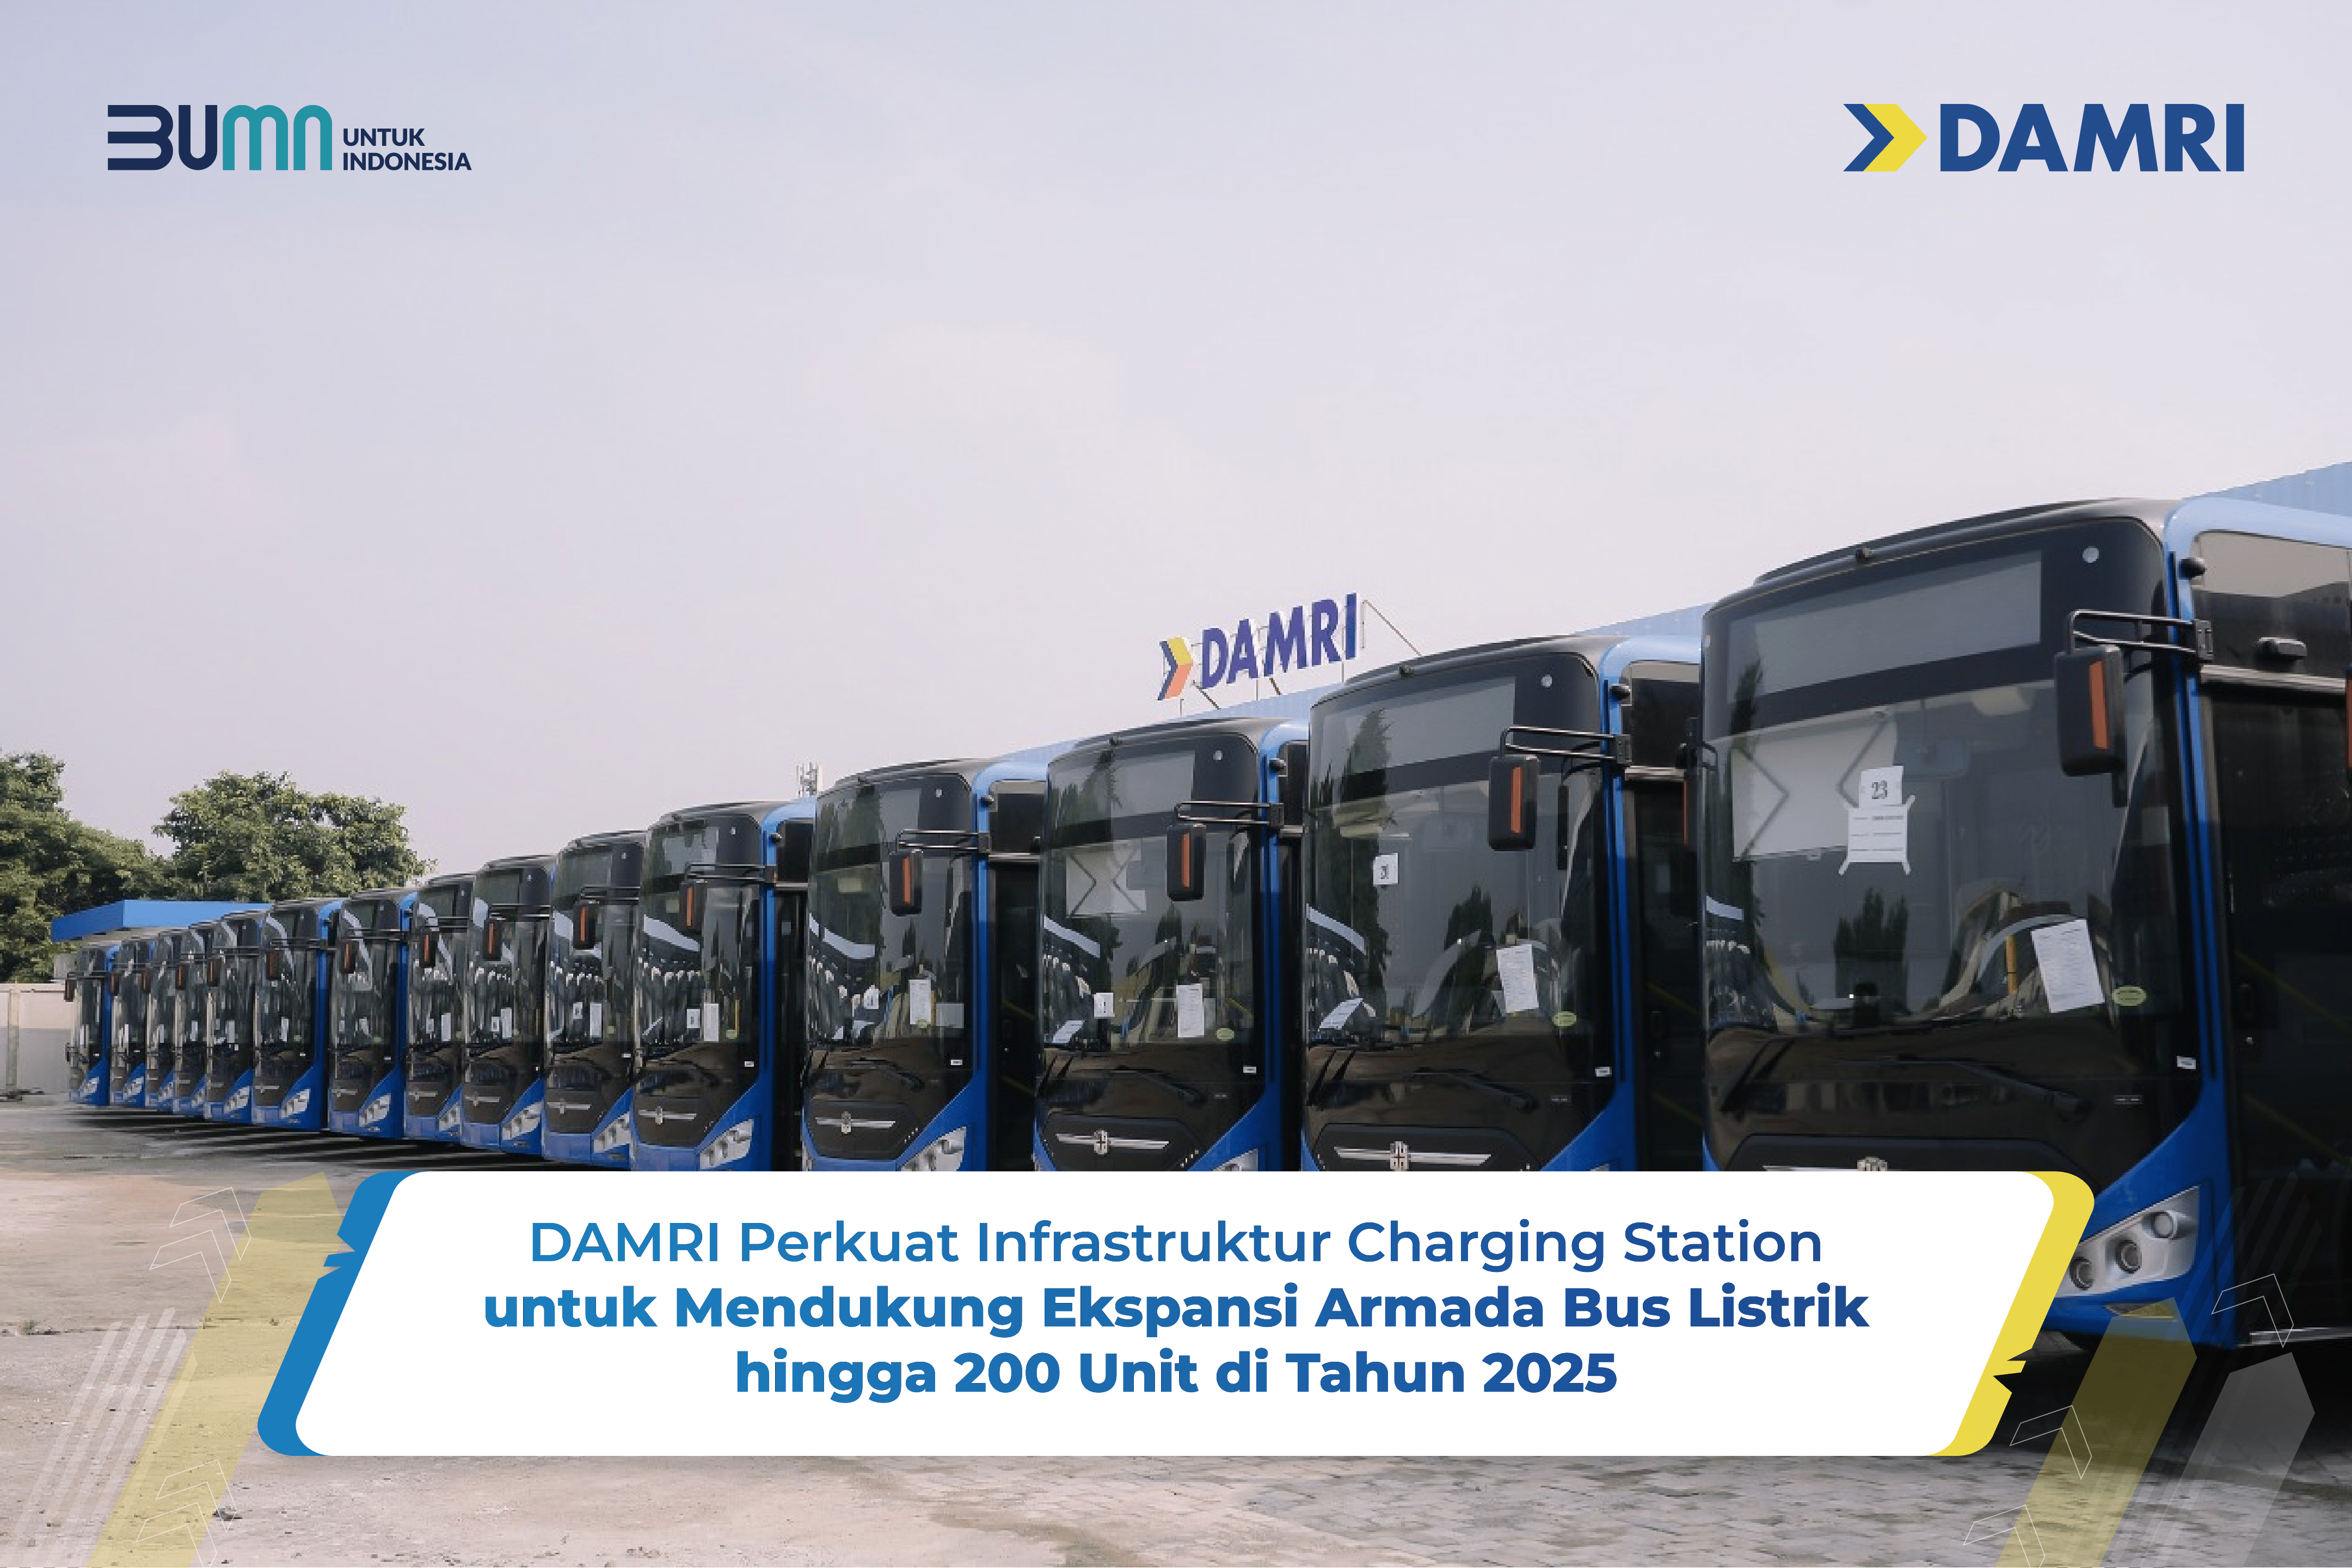 BUMN UNTUK
INDONESIA
DAMRI
DAMRI
23
DAMRI Perkuat Infrastruktur Charging Station
untuk Mendukung Ekspansi Armada Bus Listrik
hingga 200 Unit di Tahun 2025